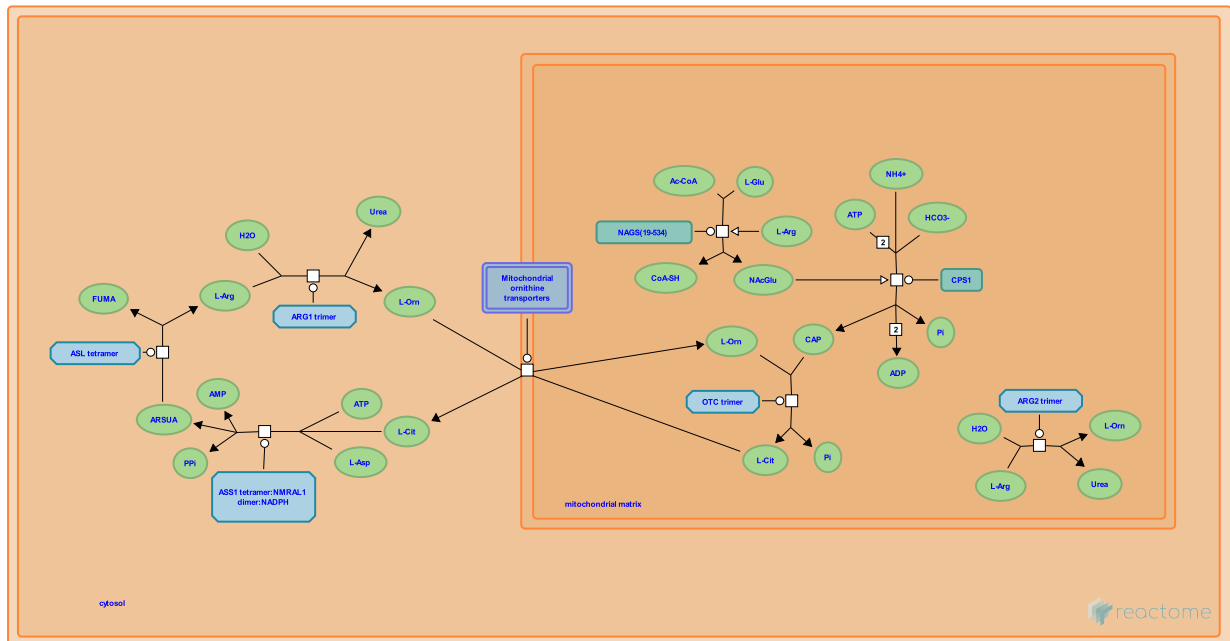 NH4+
Ac-CoA
L-Glu
Urea
ATP
HCO3-
H2O
NAGS(19-534)
L-Arg
2
Mitochondrial
ornithine
transporters
CoA-SH
NAcGlu
CPS1
FUMA
L-Arg
L-Orn
ARG1 trimer
2
Pi
L-Orn
CAP
ASL tetramer
ADP
AMP
ATP
OTC trimer
ARG2 trimer
ARSUA
L-Cit
H2O
L-Orn
PPi
L-Asp
L-Cit
Pi
L-Arg
Urea
ASS1 tetramer:NMRAL1
dimer:NADPH
mitochondrial matrix
cytosol
reactome